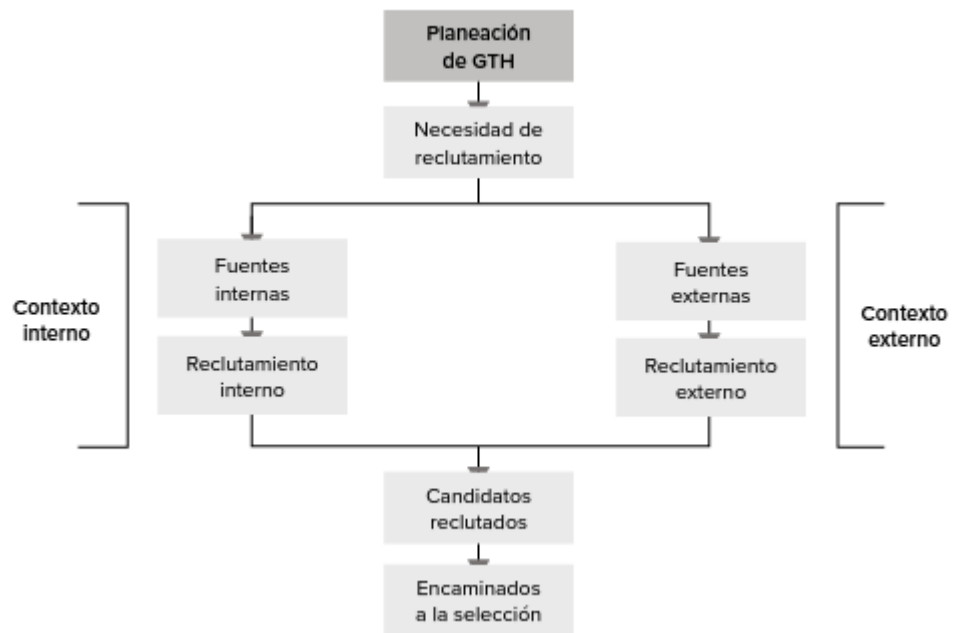 Planeación
de GTH
Necesidad de
reclutamiento
Contexto
interno
Fuentes
internas
Reclutamiento
interno
Fuentes
externas
Reclutamiento
externo
Contexto
externo
Candidatos
reclutados
Encaminados
a la selección